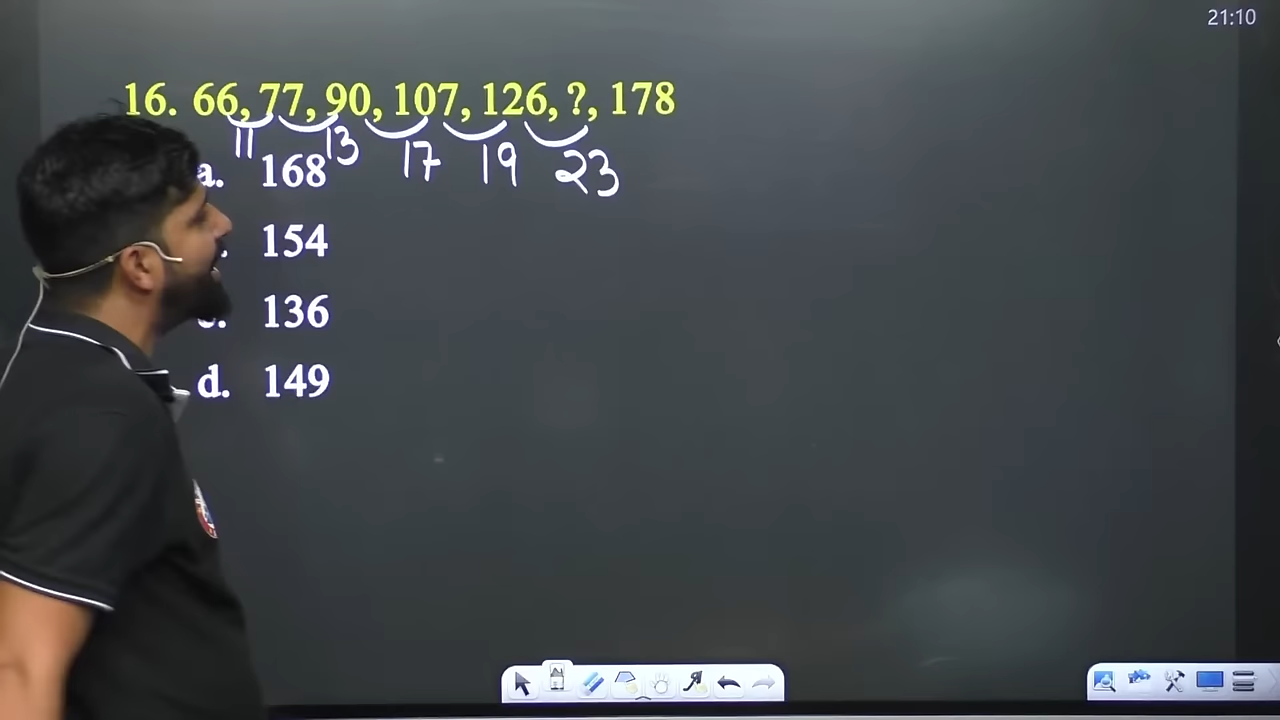 21:10
16. 66, 77, 90, 107, 126, ?, 178
11 13 17 19 23
a. 168
154
136
d. 149